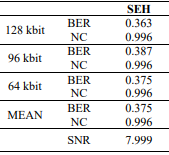 SEH
128 kbit BER 0.363
NC 0.996
96 kbit BER 0.387
NC 0.996
64 kbit BER 0.375
NC 0.996
MEAN BER 0.375
NC 0.996
SNR 7.999